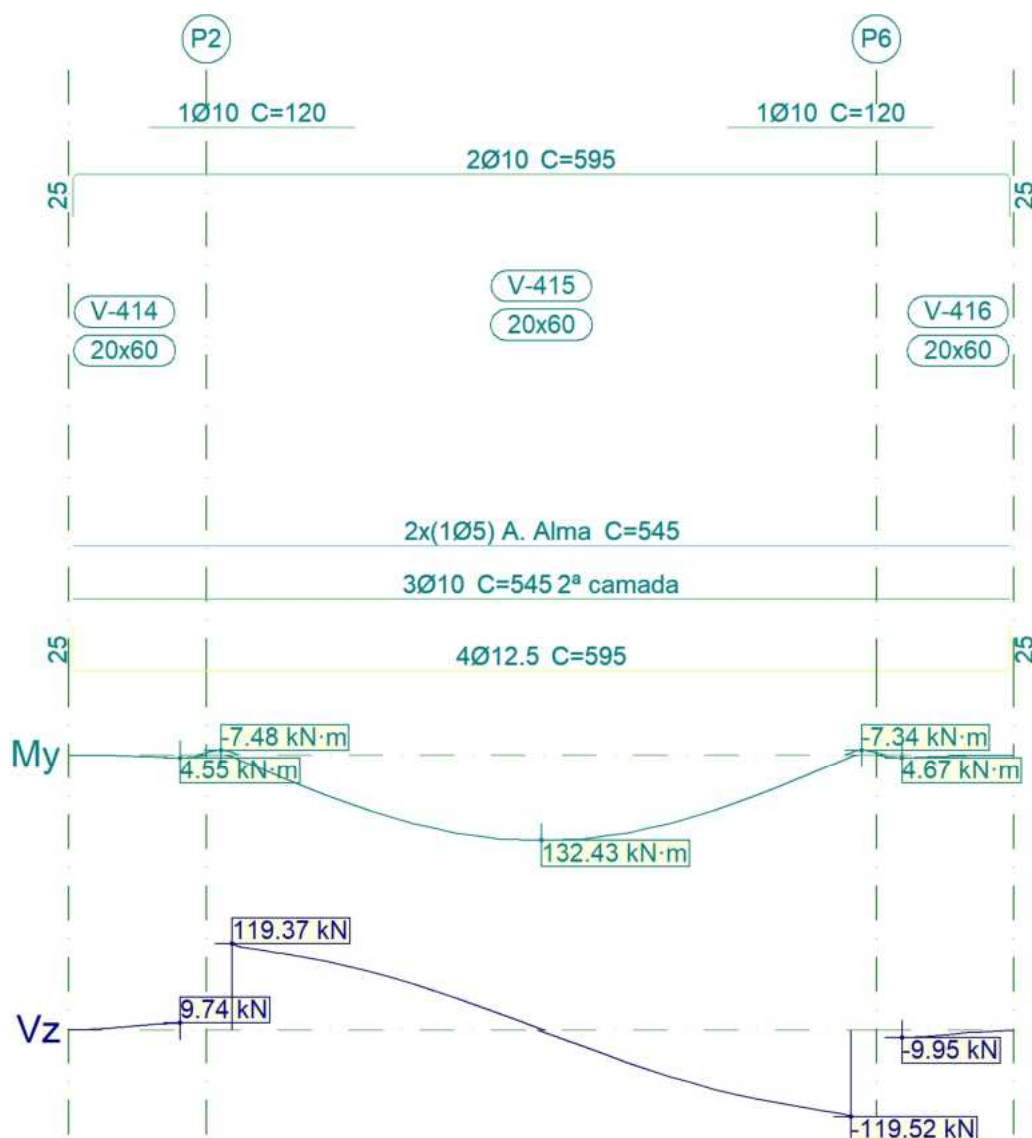 P2 P6
1Ø10 C=120 1Ø10 C=120
2Ø10 C=595
25 25
V-414 V-415 V-416
20x60 20x60 20x60
2x(1Ø5) A. Alma C=545
3Ø10 C=545 2ª camada
25 4Ø12.5 C=595 25
-7.48 kN·m -7.34 kN·m
My
4.55 kN·m 4.67 kN·m
132.43 kN·m
119.37 kN
9.74 kN
Vz
-9.95 kN
-119.52 kN